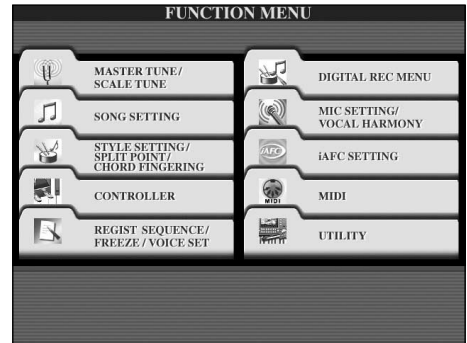 FUNCTION MENU
MASTER TUNE/
SCALE TUNE
SONG SETTING
STYLE SETTING/
SPLIT POINT/
CHORD FINGERING
CONTROLLER
REGIST SEQUENCE/
FREEZE / VOICE SET
DIGITAL REC MENU
MIC SETTING/
VOCAL HARMONY
iAFC
iAFC SETTING
MIDI
MIDI
UTILITY